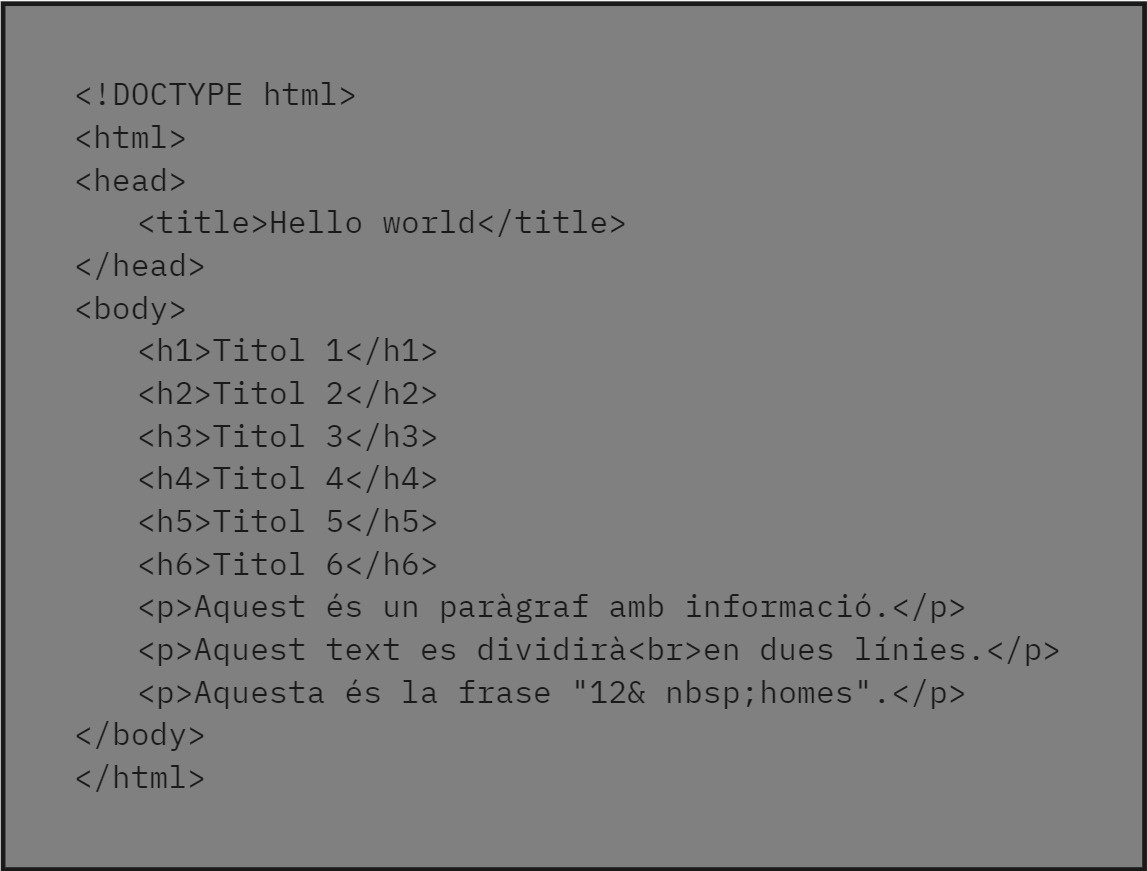 <!DOCTYPE html>
<html>
<head>
<title>Hello world</title>
</head>
<body>
<h1>Titol 1</h1>
<h2>Titol 2</h2>
<h3>Titol 3</h3>
<h4>Titol 4</h4>
<h5>Titol 5</h5>
<h6>Titol 6</h6>
<p>Aquest és un paràgraf amb informació.</p>
<p>Aquest text es dividirà<br>en dues línies.</p>
<p>Aquesta és la frase "12& nbsp;homes".</p>
</body>
</html>